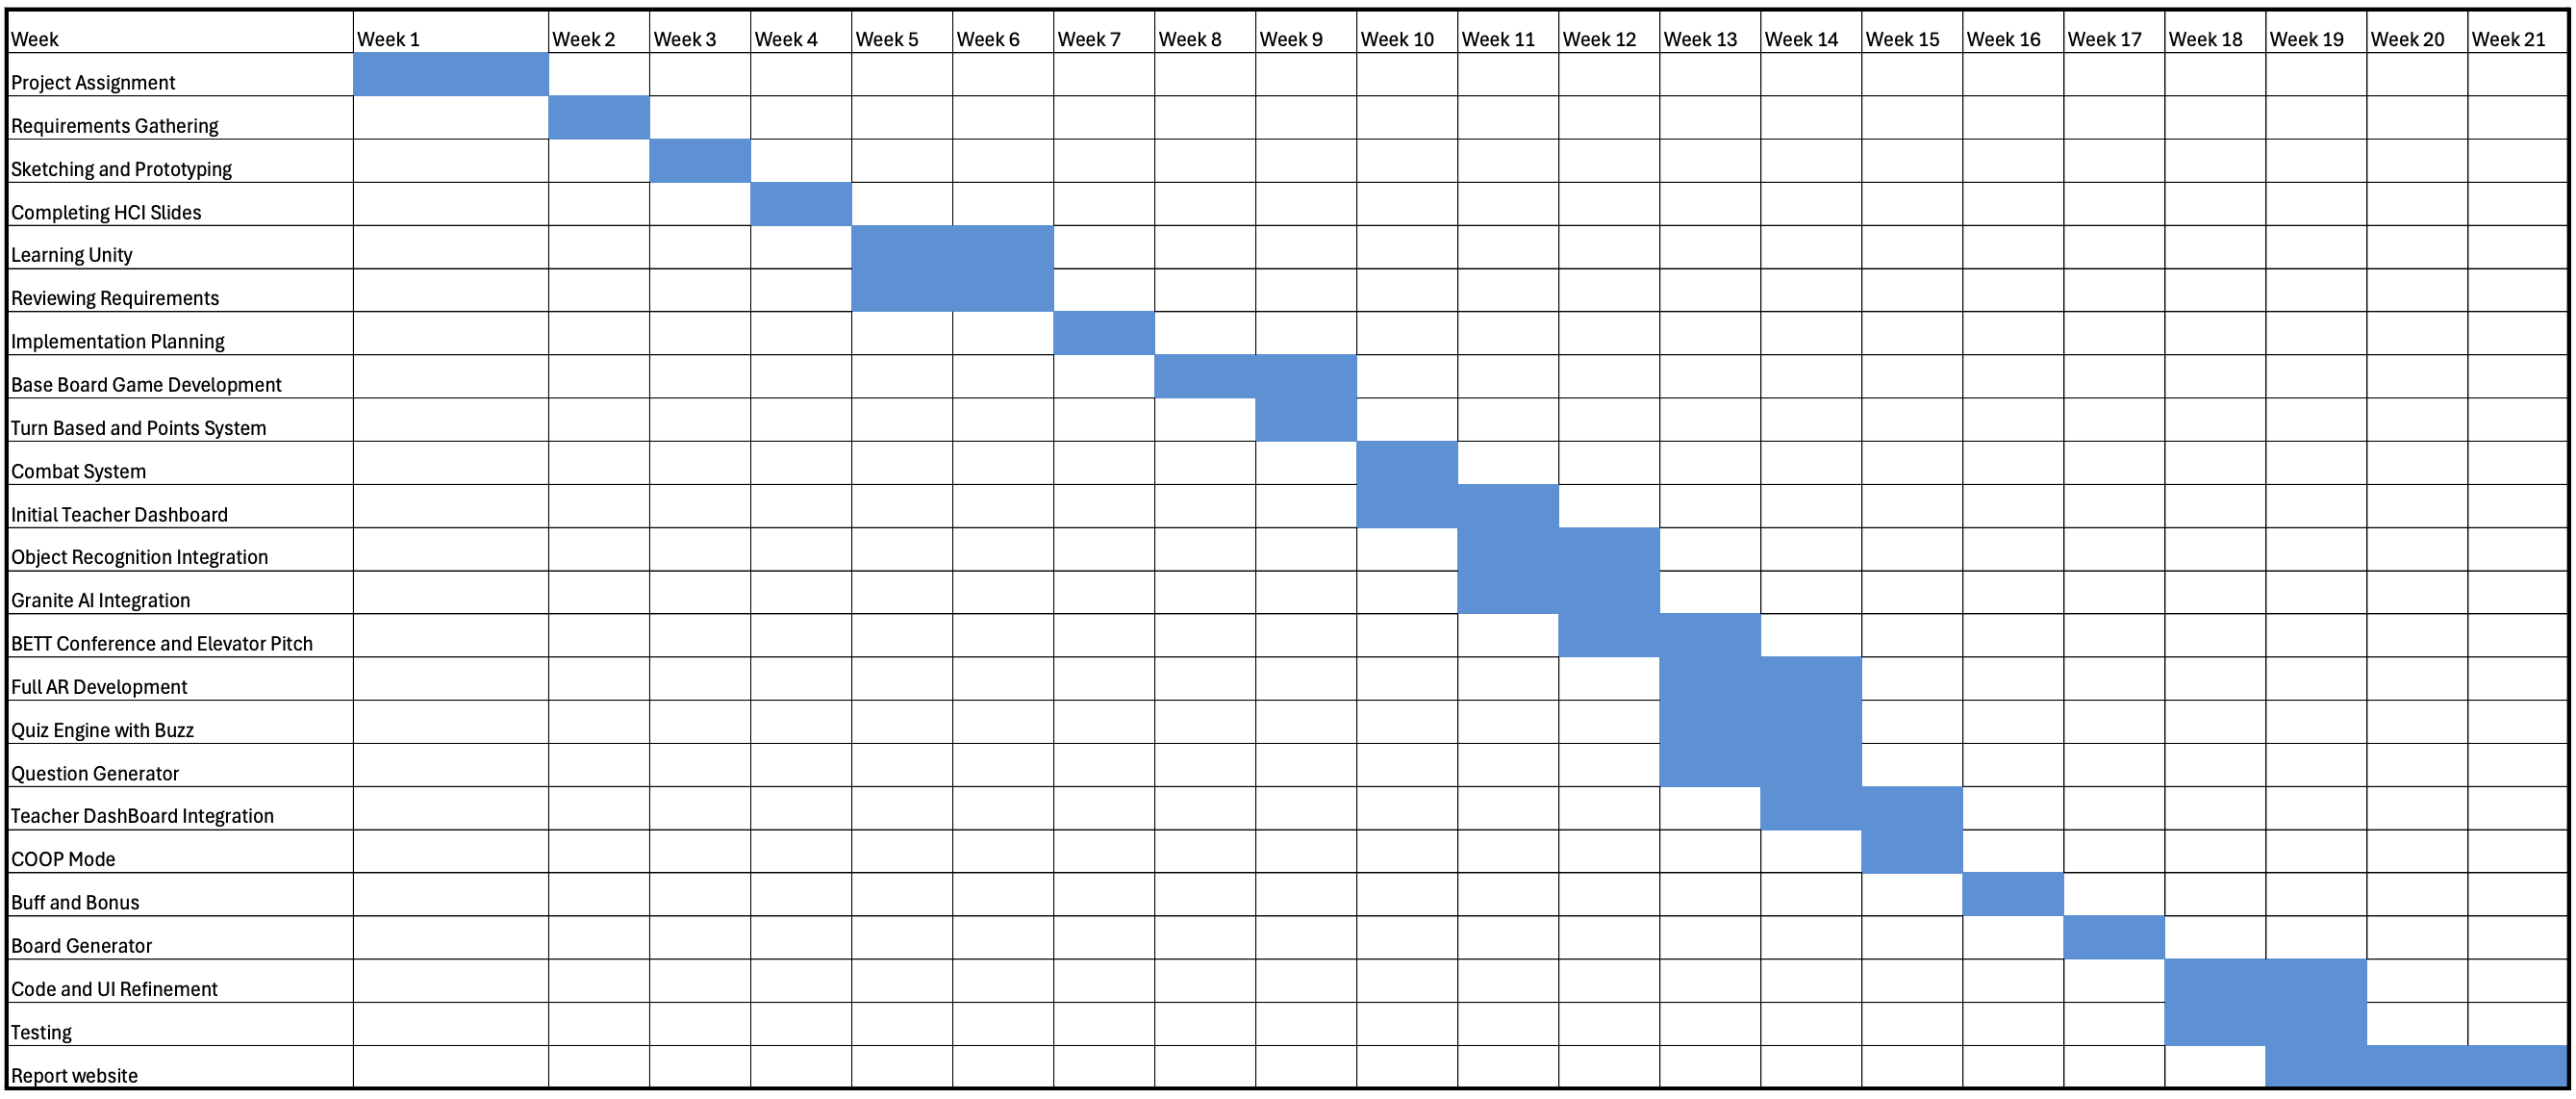 Week Week 1 Week 2 Week 3 Week 4 Week 5 Week 6 Week 7 Week 8 Week 9 Week 10 Week 11 Week 12 Week 13 Week 14 Week 15 Week 16 Week 17 Week 18 Week 19 Week 20 Week 21
Project Assignment
Requirements Gathering
Sketching and Prototyping
Completing HCI Slides
Learning Unity
Reviewing Requirements
Implementation Planning
Base Board Game Development
Turn Based and Points System
Combat System
Initial Teacher Dashboard
Object Recognition Integration
Granite AI Integration
BETT Conference and Elevator Pitch
Full AR Development
Quiz Engine with Buzz
Question Generator
Teacher DashBoard Integration
COOP Mode
Buff and Bonus
Board Generator
Code and UI Refinement
Testing
Report website